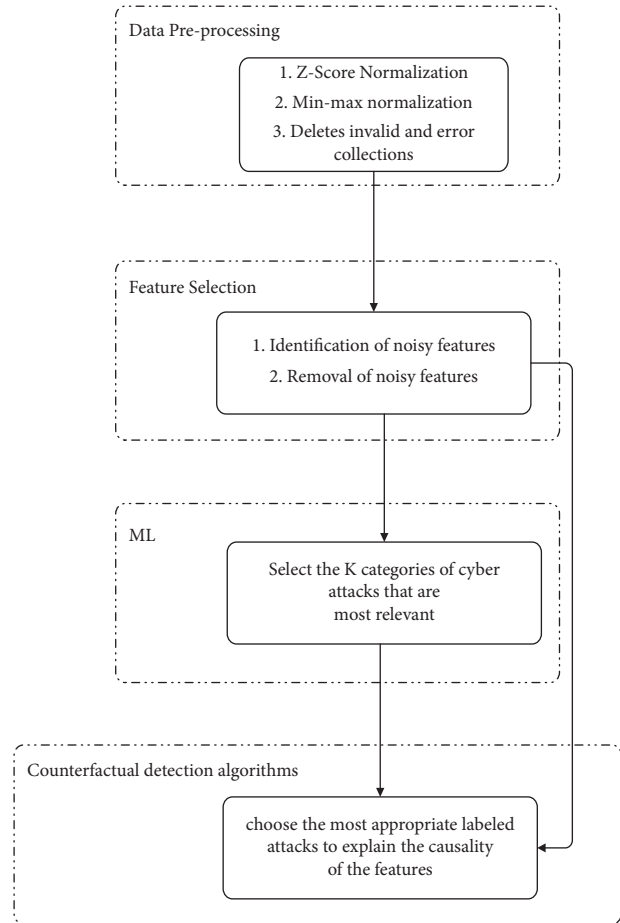 Data Pre-processing
1. Z-Score Normalization
2. Min-max normalization
3. Deletes invalid and error
collections
Feature Selection
1. Identification of noisy features
2. Removal of noisy features
ML
Select the K categories of cyber
attacks that are
most relevant
Counterfactual detection algorithms
choose the most appropriate labeled
attacks to explain the causality
of the features